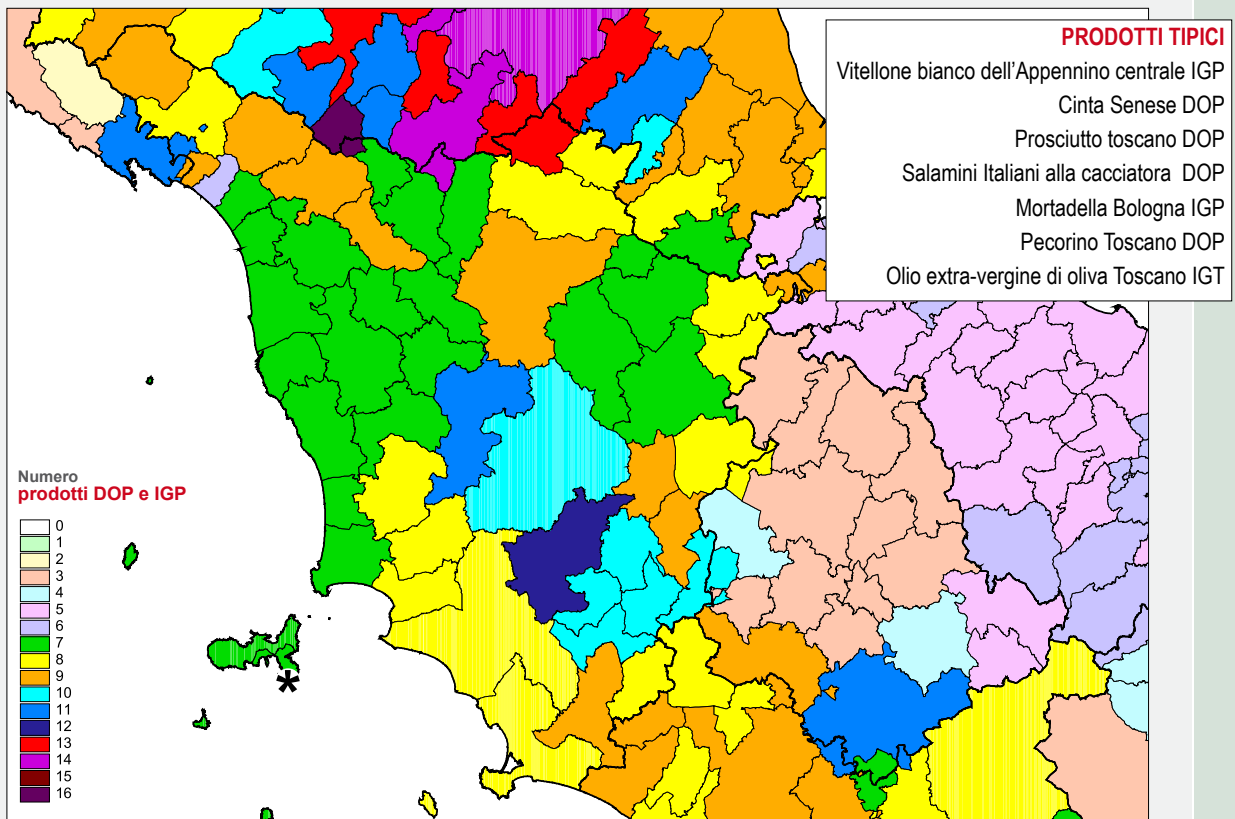 PRODOTTI TIPICI
Vitellone bianco dell'Appennino centrale IGP
Cinta Senese DOP
Prosciutto toscano DOP
Salamini Italiani alla cacciatora DOP
Mortadella Bologna IGP
Pecorino Toscano DOP
Olio extra-vergine di oliva Toscano IGT
Numero
prodotti DOP e IGP
0
1
2
3
4
5
6
7
8
9
10
11
12
13
14
15
16
*